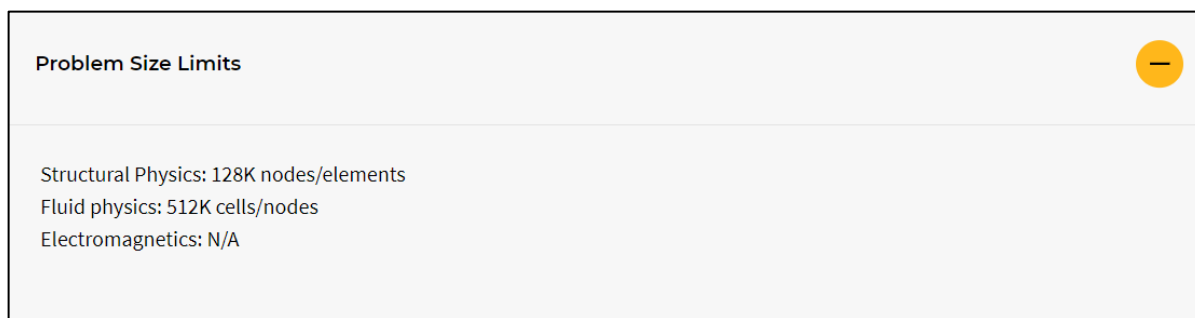 Problem Size Limits
Structural Physics: 128K nodes/elements
Fluid physics: 512K cells/nodes
Electromagnetics: N/A